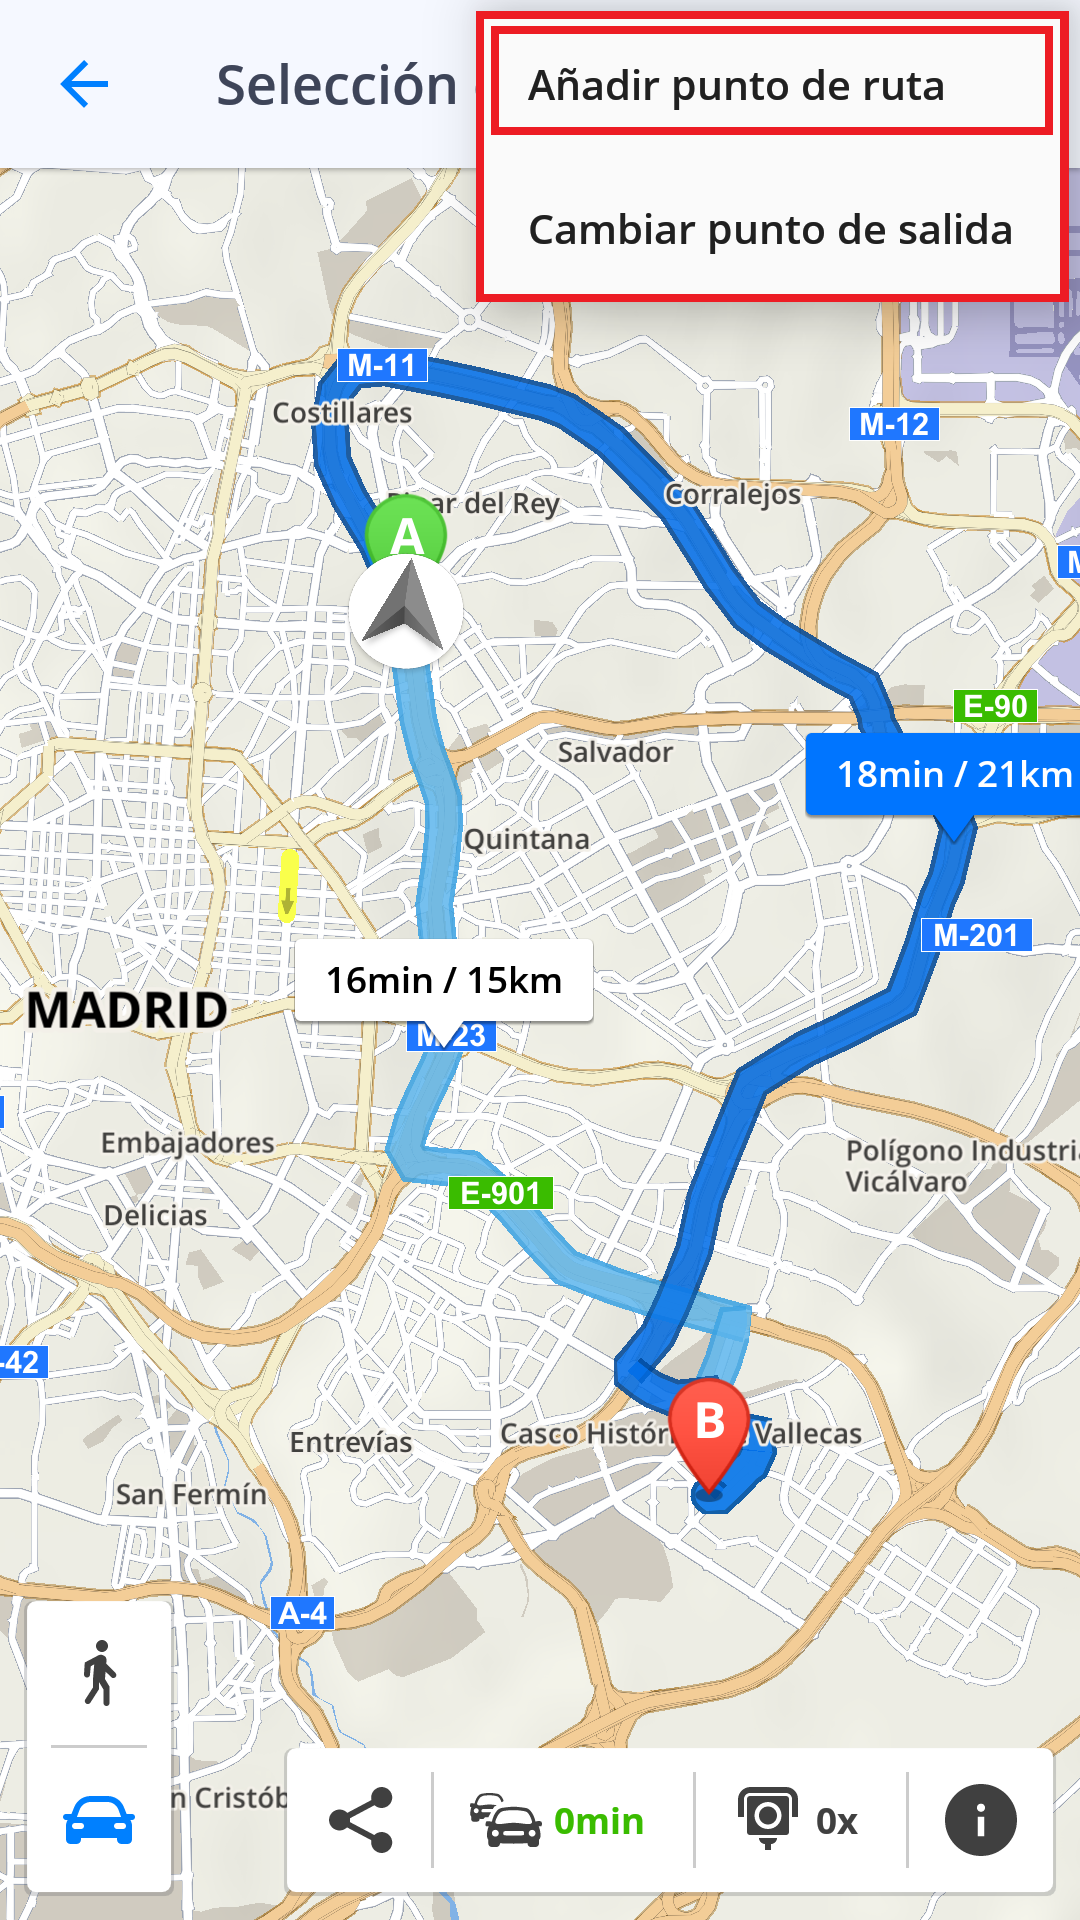 Selección
Añadir punto de ruta
Cambiar punto de salida
M-11
Costillares
M-12
Corralejos
del Rey
A
E-90
Salvador
18min / 21km
Quintana
M-201
16min / 15km
MADRID
M-23
Embajadores
Polígono Industri
Vicálvaro
E-901
Delicias
-42
B
Casco Histór
Vallecas
Entrevías
San Fermín
A-4
n Cristób
0min
0x
i